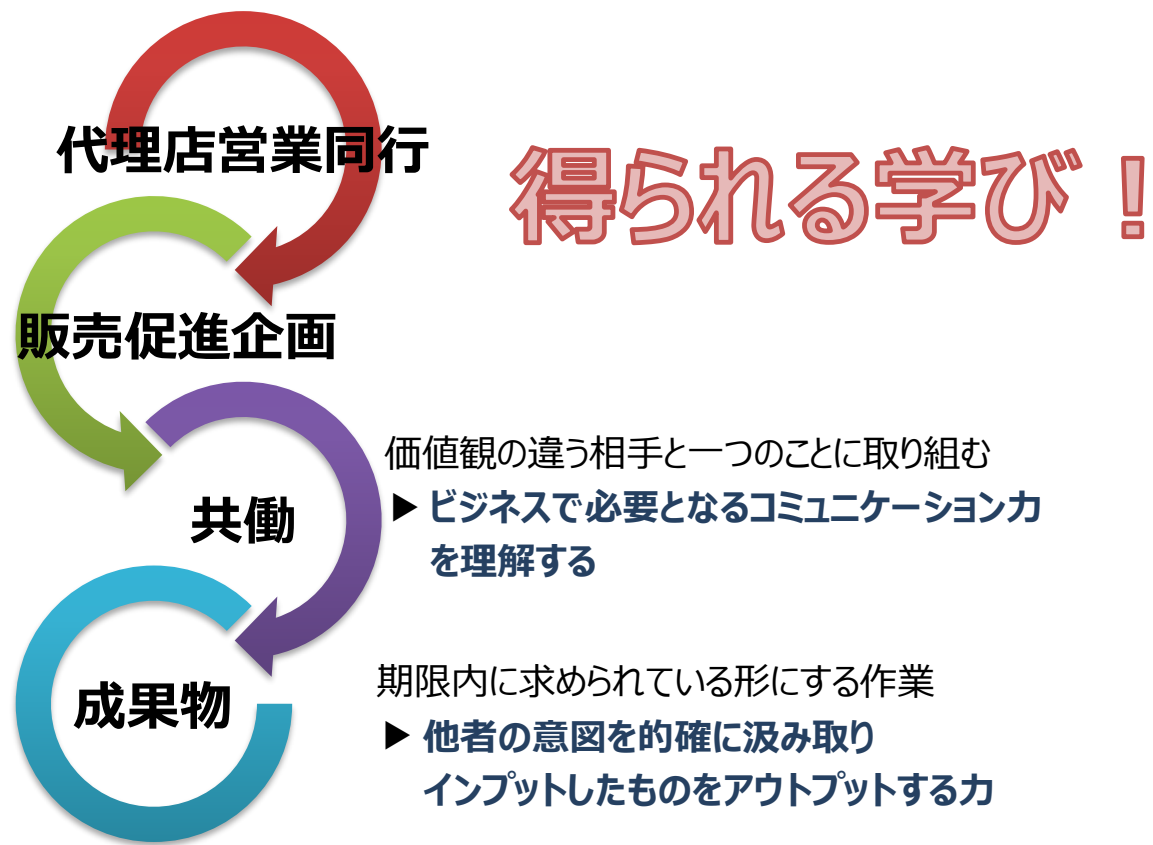 得られる学び！
代理店営業同行
販売促進企画
共働
価値観の違う相手と一つのことに取り組む
▶ ビジネスで必要となるコミュニケーション力
を理解する
成果物
期限内に求められている形にする作業
▶ 他者の意図を的確に汲み取り
インプットしたものをアウトプットする力